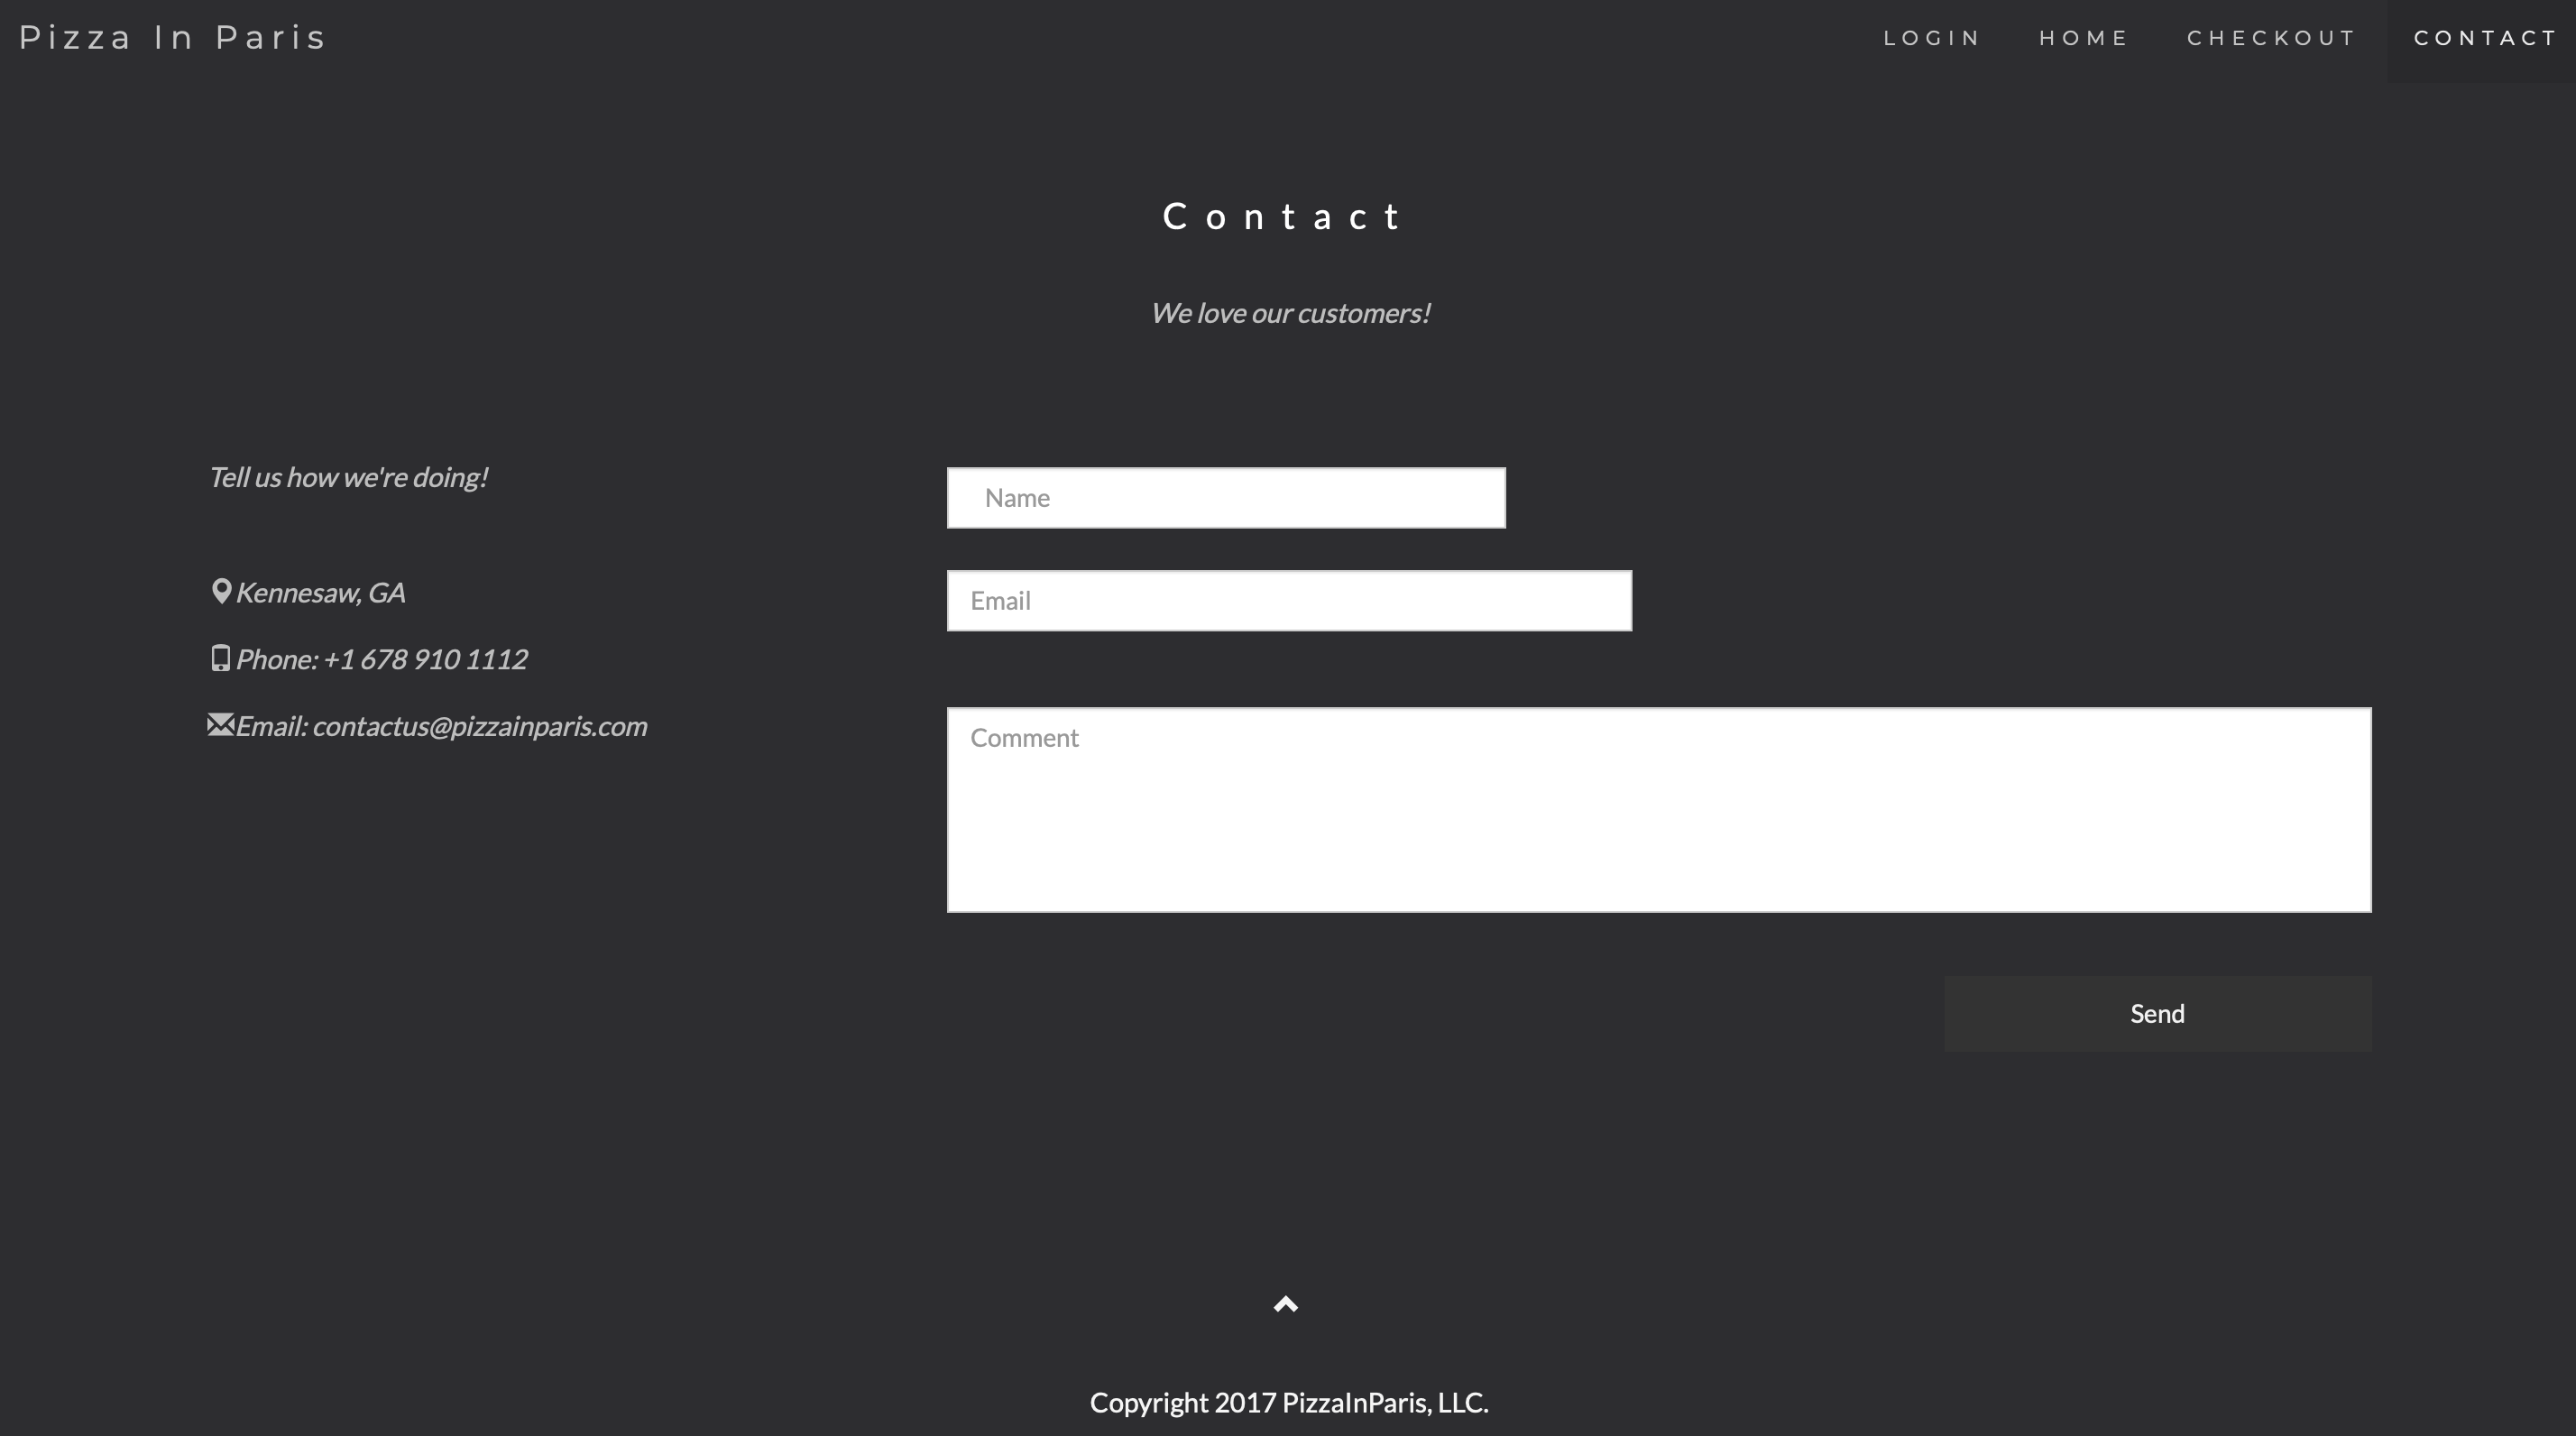 Pizza In Paris
LOGIN HOME CHECKOUT CONTACT
Contact
We love our customers!
Tell us how we're doing!
Kennesaw, GA
Phone: +1 678 910 1112
Email: contactus@pizzainparis.com
Name
Email
Comment
Send
Copyright 2017 PizzaInParis, LLC.